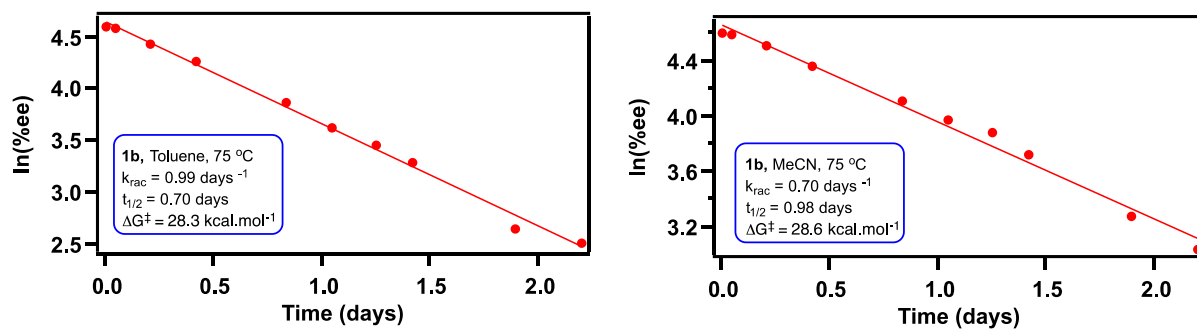 ln(%ee)
4.5
4.0
3.5
3.0
2.5
1b, Toluene, 75 ºC
k_rac = 0.99 days ⁻¹
t_1/2 = 0.70 days
ΔG‡ = 28.3 kcal.mol⁻¹
0.0 0.5 1.0 1.5 2.0
Time (days)
ln(%ee)
4.4
4.0
3.6
3.2
1b, MeCN, 75 ºC
k_rac = 0.70 days ⁻¹
t_1/2 = 0.98 days
ΔG‡ = 28.6 kcal.mol⁻¹
0.0 0.5 1.0 1.5 2.0
Time (days)